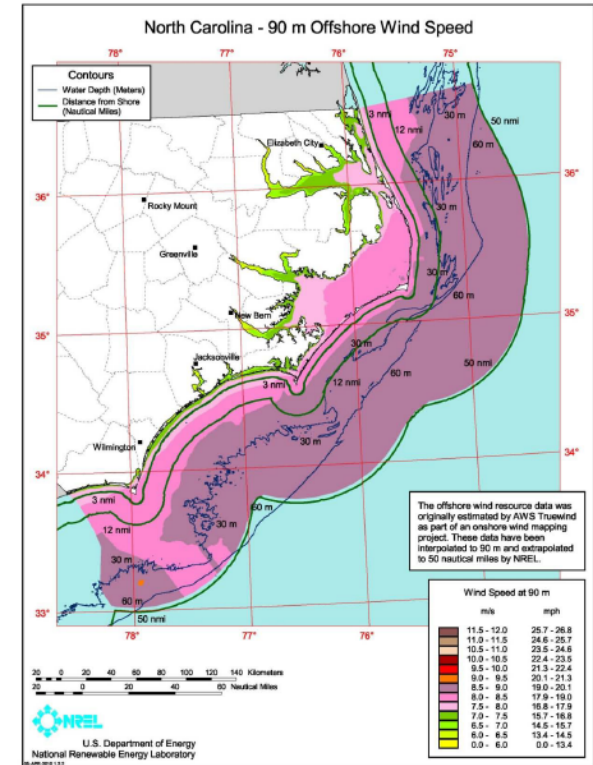 North Carolina - 90 m Offshore Wind Speed
78°
77°
76°
75°
Contours
Water Depth (Meters)
Distance from Shore
(Nautical Miles)
3 nmi
30 m
50 nmi
12 nmi
60 m
Elizabeth City
36°
36°
Rocky Mount
30 m
Greenville
30 m
60 m
New Bern
35°
35°
30 m
Jacksonville
60 m
50 nmi
3 nmi
12 nmi
30 m
Wilmington
34°
34°
3 nmi
60 m
12 nmi
30 m
30 m
60 m
50 nmi
33°
78°
77°
76°
The offshore wind resource data was
originally estimated by AWS Truewind
as part of an onshore wind mapping
project. These data have been
interpolated to 90 m and extrapolated
to 50 nautical miles by NREL.
Wind Speed at 90 m
m/s mph
11.5 - 12.0 25.7 - 26.8
11.0 - 11.5 24.6 - 25.7
10.5 - 11.0 23.5 - 24.6
10.0 - 10.5 22.4 - 23.5
9.5 - 10.0 21.3 - 22.4
9.0 - 9.5 20.1 - 21.3
8.5 - 9.0 19.0 - 20.1
8.0 - 8.5 17.9 - 19.0
7.5 - 8.0 16.8 - 17.9
7.0 - 7.5 15.7 - 16.8
6.5 - 7.0 14.5 - 15.7
6.0 - 6.5 13.4 - 14.5
0.0 - 6.0 0.0 - 13.4
20 0 20 40 60 80 100 120 140 Kilometers
20 0 20 40 60 Nautical Miles
NREL
U.S. Department of Energy
National Renewable Energy Laboratory